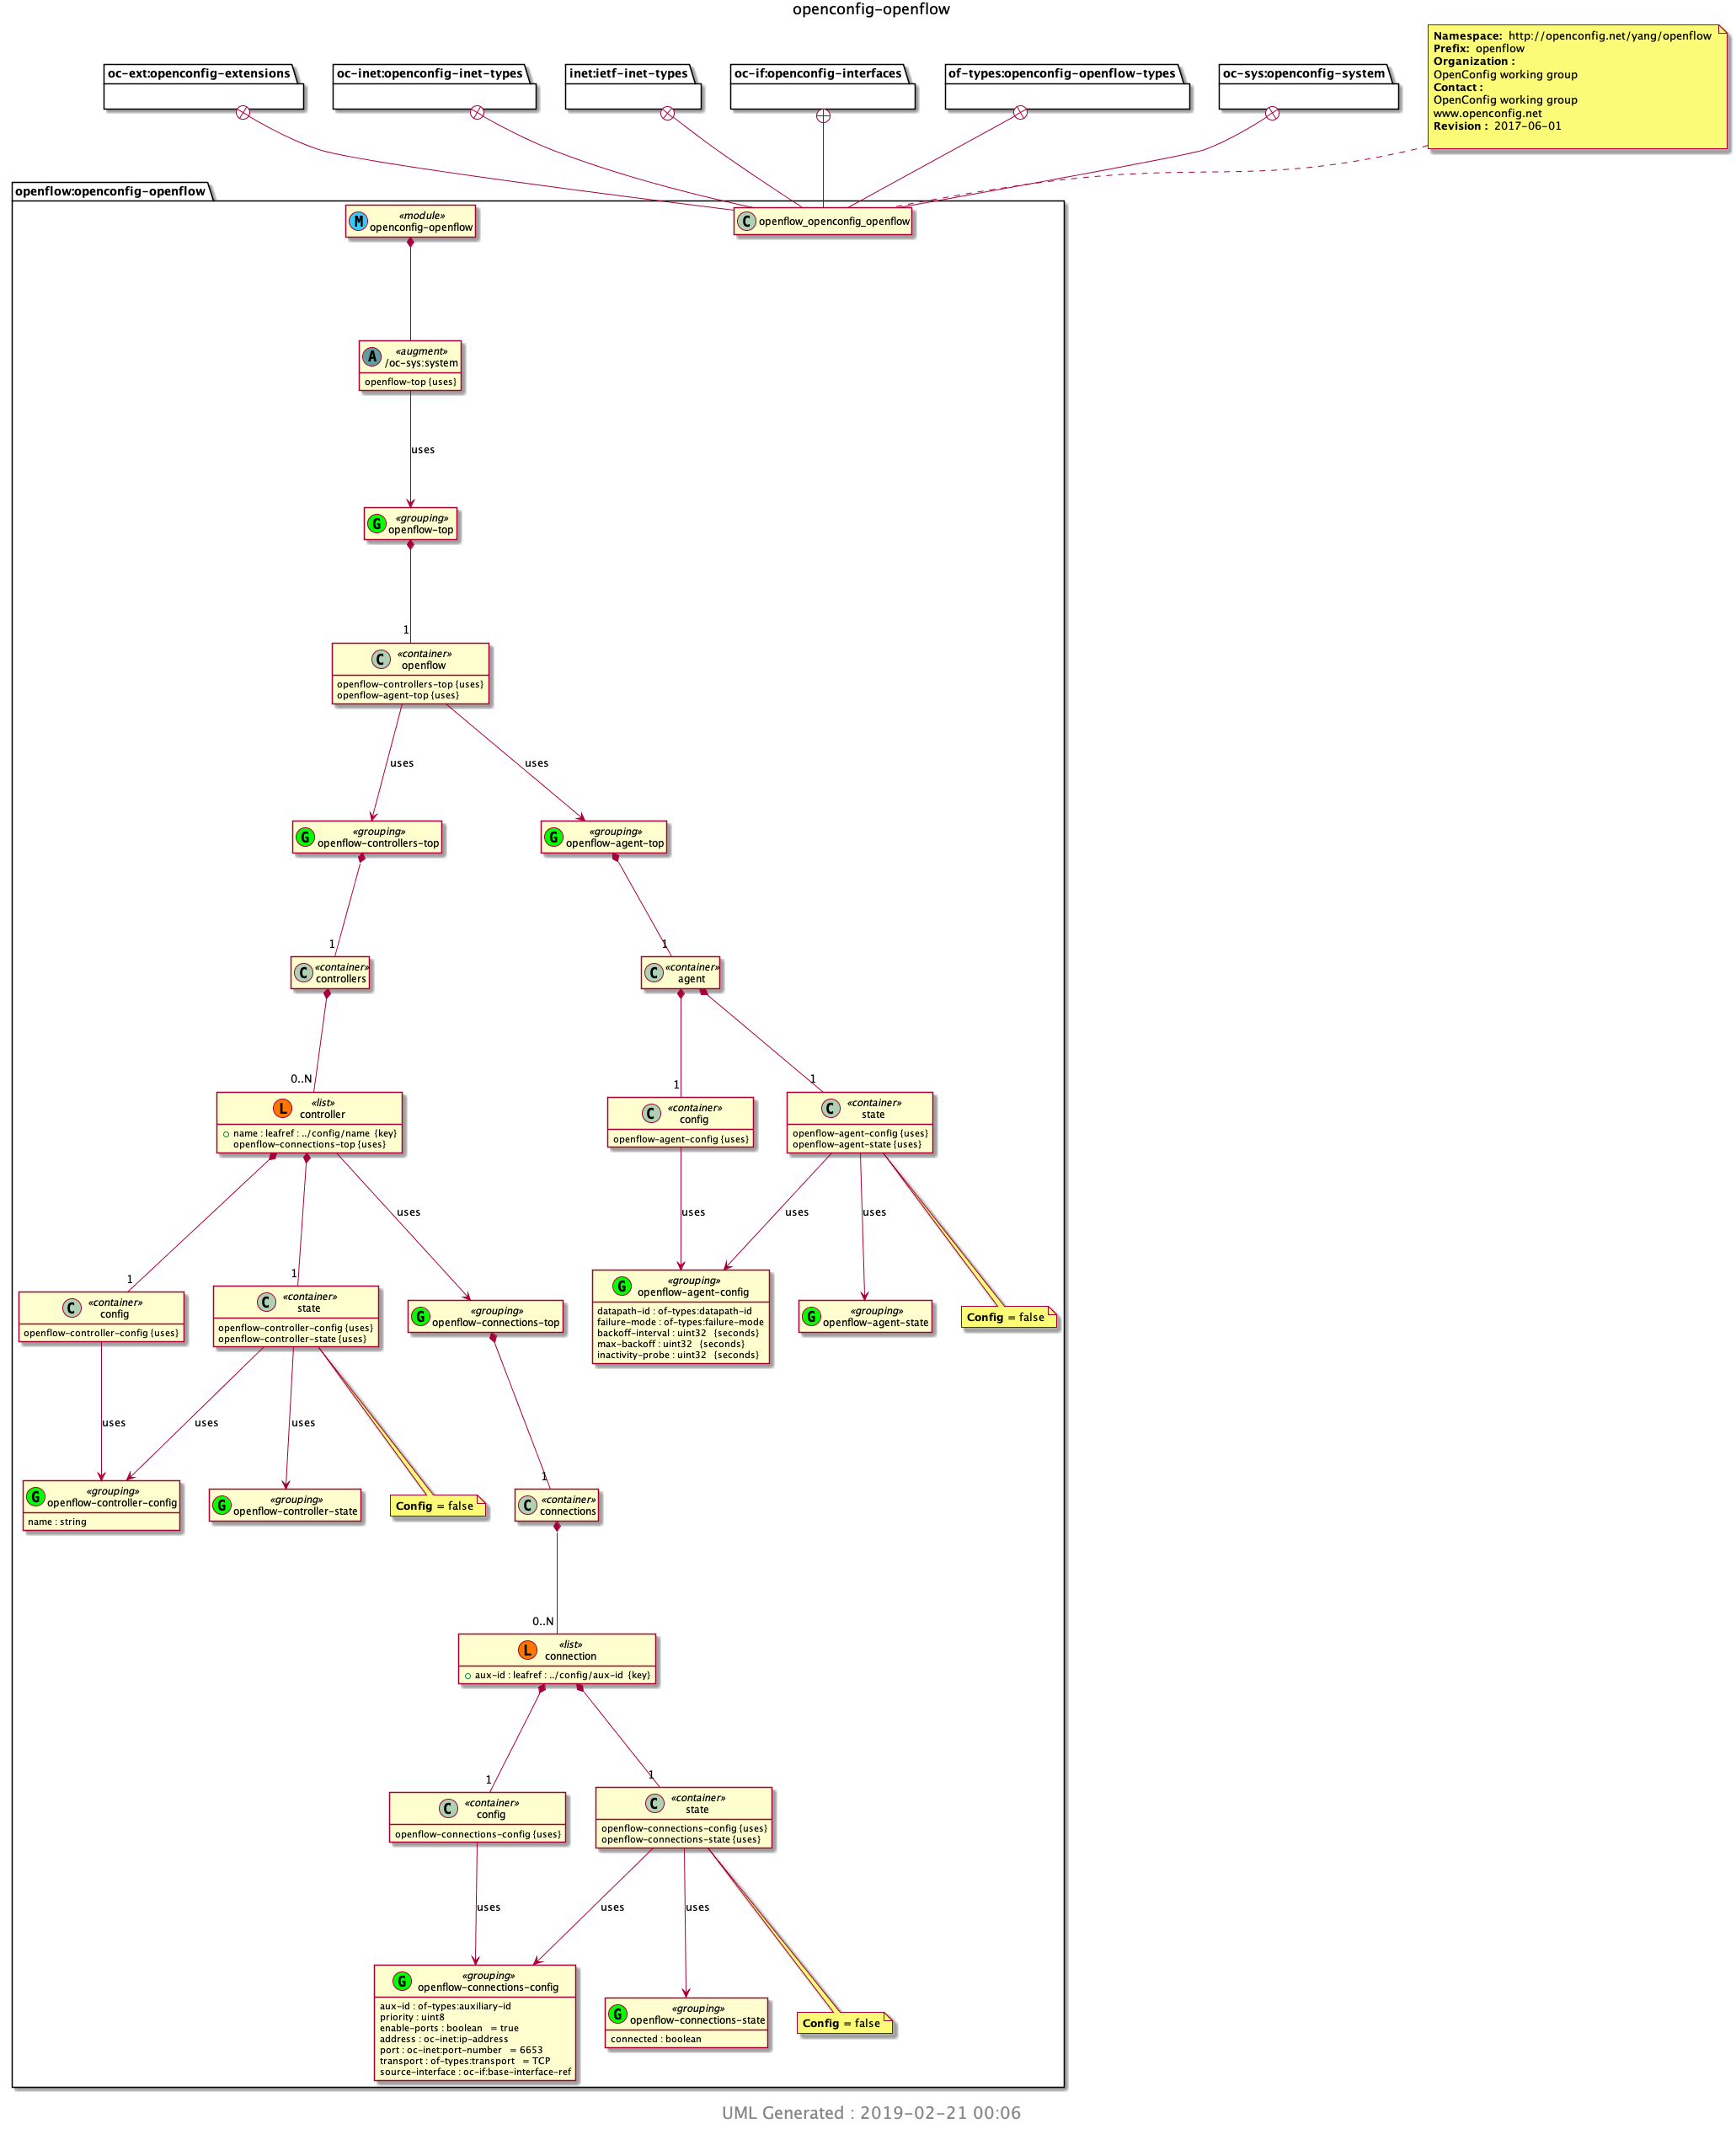 openconfig-openflow
Namespace: http://openconfig.net/yang/openflow
Prefix: openflow
Organization :
OpenConfig working group
Contact :
OpenConfig working group
www.openconfig.net
Revision : 2017-06-01
oc-ext:openconfig-extensions
oc-inet:openconfig-inet-types
inet:ietf-inet-types
oc-if:openconfig-interfaces
of-types:openconfig-openflow-types
oc-sys:openconfig-system
openflow:openconfig-openflow
M
«module»
openconfig-openflow
C
openflow_openconfig_openflow
A
«augment»
/oc-sys:system
openflow-top {uses}
uses
G
«grouping»
openflow-top
1
C
«container»
openflow
openflow-controllers-top {uses}
openflow-agent-top {uses}
uses
uses
G
«grouping»
openflow-controllers-top
G
«grouping»
openflow-agent-top
1
1
C
«container»
controllers
C
«container»
agent
0..N
1
1
L
«list»
controller
name : leafref : ../config/name {key}
openflow-connections-top {uses}
C
«container»
config
openflow-agent-config {uses}
C
«container»
state
openflow-agent-config {uses}
openflow-agent-state {uses}
uses
uses
uses
uses
1
1
C
«container»
config
openflow-controller-config {uses}
C
«container»
state
openflow-controller-config {uses}
openflow-controller-state {uses}
G
«grouping»
openflow-connections-top
G
«grouping»
openflow-agent-config
datapath-id : of-types:datapath-id
failure-mode : of-types:failure-mode
backoff-interval : uint32 {seconds}
max-backoff : uint32 {seconds}
inactivity-probe : uint32 {seconds}
G
«grouping»
openflow-agent-state
Config = false
uses
uses
uses
1
G
«grouping»
openflow-controller-config
name : string
G
«grouping»
openflow-controller-state
Config = false
C
«container»
connections
0..N
L
«list»
connection
aux-id : leafref : ../config/aux-id {key}
1
1
C
«container»
config
openflow-connections-config {uses}
C
«container»
state
openflow-connections-config {uses}
openflow-connections-state {uses}
uses
uses
uses
G
«grouping»
openflow-connections-config
aux-id : of-types:auxiliary-id
priority : uint8
enable-ports : boolean = true
address : oc-inet:ip-address
port : oc-inet:port-number = 6653
transport : of-types:transport = TCP
source-interface : oc-if:base-interface-ref
G
«grouping»
openflow-connections-state
connected : boolean
Config = false
UML Generated : 2019-02-21 00:06